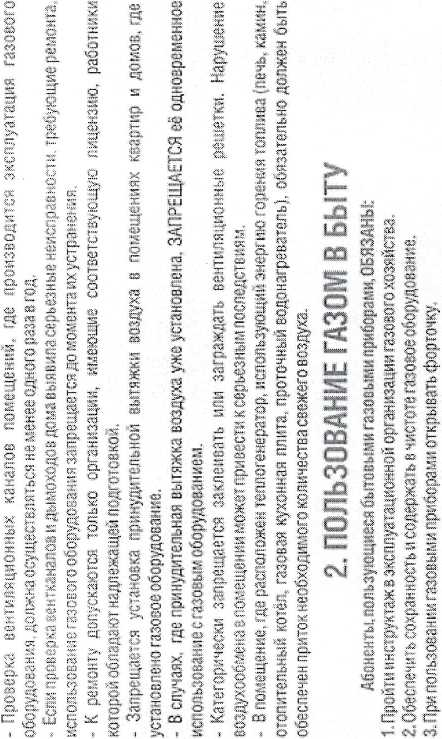 - Проверка вентиляционных каналов помещений, где производится эксплуатация газового
оборудования, должна осуществляться не менее одного раза в год.
- Если проверка вентканалов и дымоходов в дома выявила серьезные неисправности, требующие ремонта,
использование газового оборудования запрещается до момента их устранения.
- К ремонту допускаются только организации, имеющие соответствующую лицензию, работники
которой обладают надлежащей подготовкой.
- Запрещается установка принудительной вытяжки воздуха в помещениях квартир и домов, где
установлено газовое оборудование.
- В случаях, где принудительная вытяжка воздуха уже установлена, ЗАПРЕЩАЕТСЯ её одновременное
использование с газовым оборудованием.
- Категорически запрещается заклеивать или заграждать вентиляционные решетки. Нарушение
воздухообмена в помещении может привести к серьезным последствиям.
- В помещение, где расположен теплогенератор, использующий энергию горения топлива (печь, камин,
отопительный котёл, газовая кухонная плита, проточный водонагреватель), обязательно должен быть
обеспечен приток необходимого количества свежего воздуха.
2. ПОЛЬЗОВАНИЕ ГАЗОМ В БЫТУ
Абоненты, пользующиеся бытовыми газовыми приборами, ОБЯЗАНЫ:
1. Пройти инструктаж в эксплуатационной организации газового хозяйства.
2. Обеспечить сохранность и содержать в чистоте газовое оборудование.
3. При пользовании газовыми приборами открывать форточку.